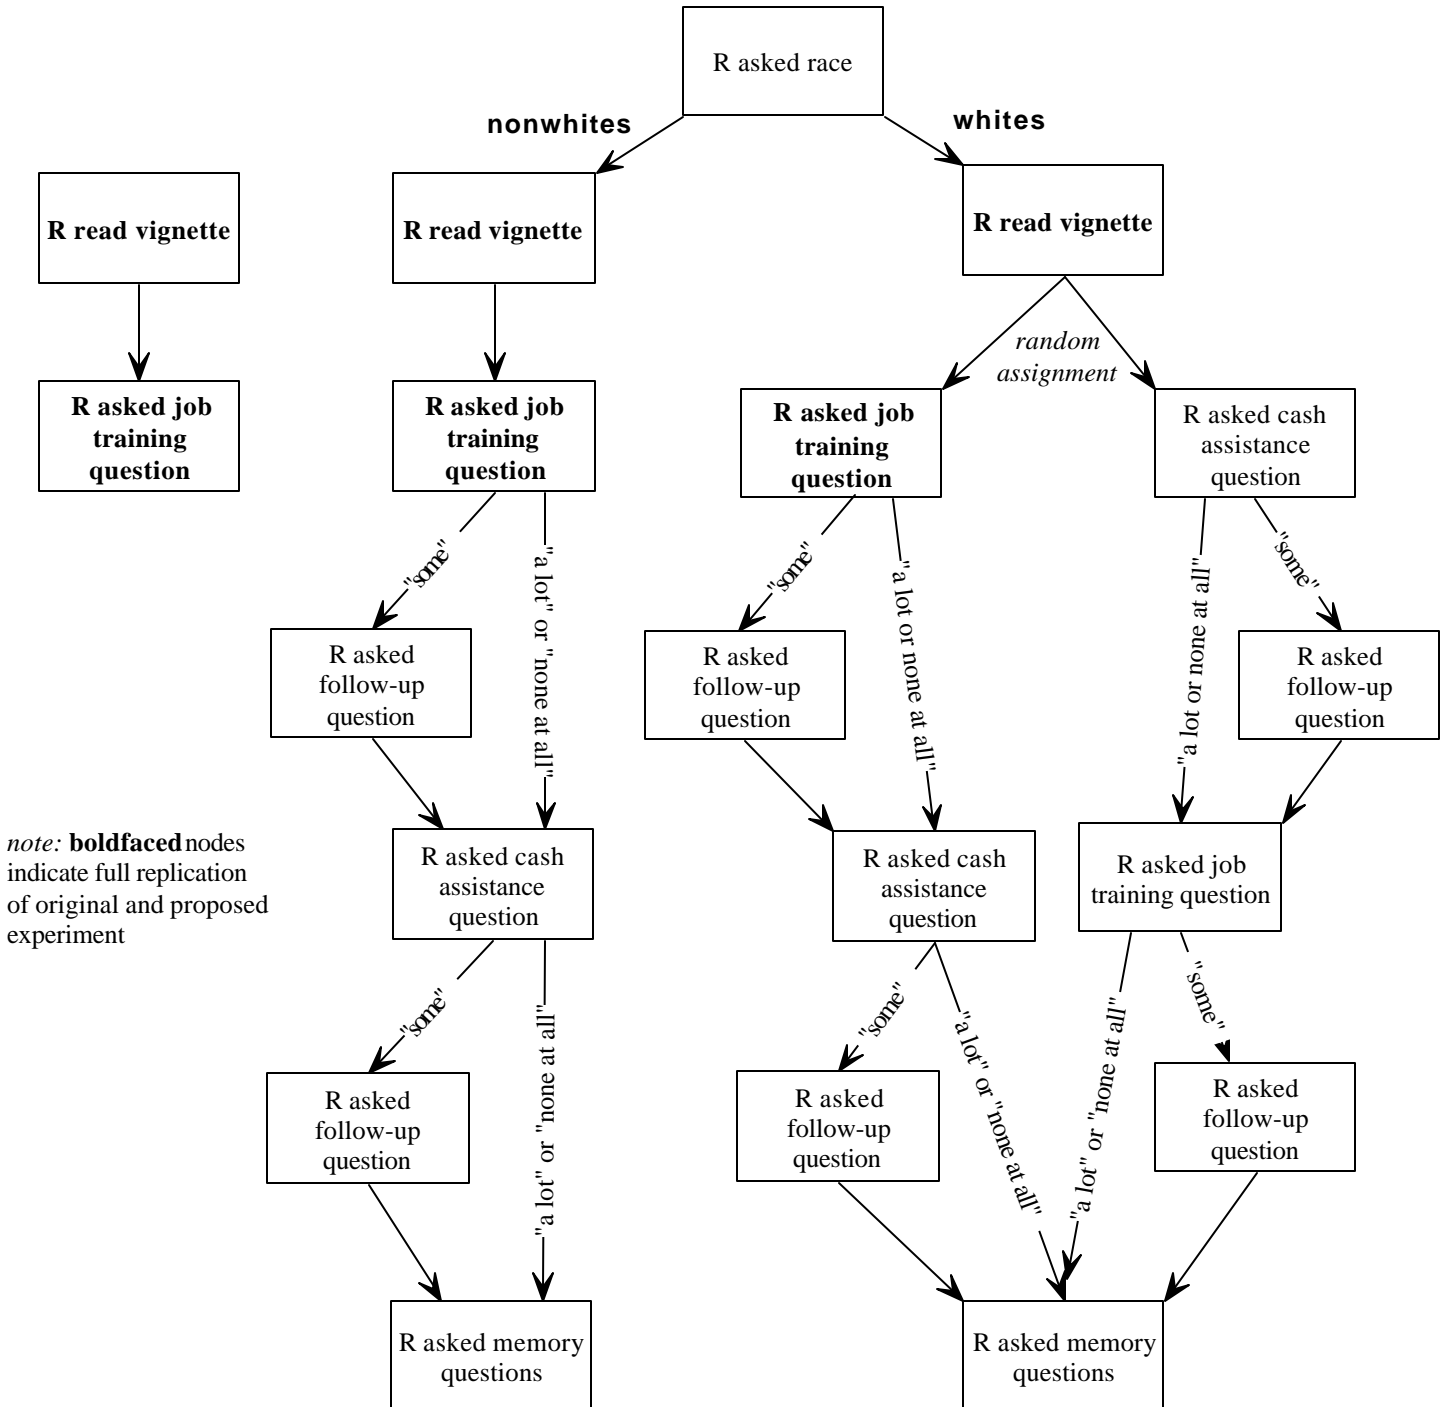 R asked race
nonwhites
whites
R read vignette
R read vignette
R read vignette
random
assignment
R asked job
training
question
R asked job
training
question
R asked job
training
question
R asked cash
assistance
question
"some"
"a lot" or "none at all"
"some"
"a lot or none at all"
"a lot or none at all"
"some"
R asked
follow-up
question
R asked
follow-up
question
R asked
follow-up
question
note: boldfaced nodes
indicate full replication
of original and proposed
experiment
R asked cash
assistance
question
R asked cash
assistance
question
R asked job
training question
"some"
"a lot" or "none at all"
"some"
"a lot" or "none at all"
"a lot" or "none at all"
"some"
R asked
follow-up
question
R asked
follow-up
question
R asked
follow-up
question
R asked memory
questions
R asked memory
questions